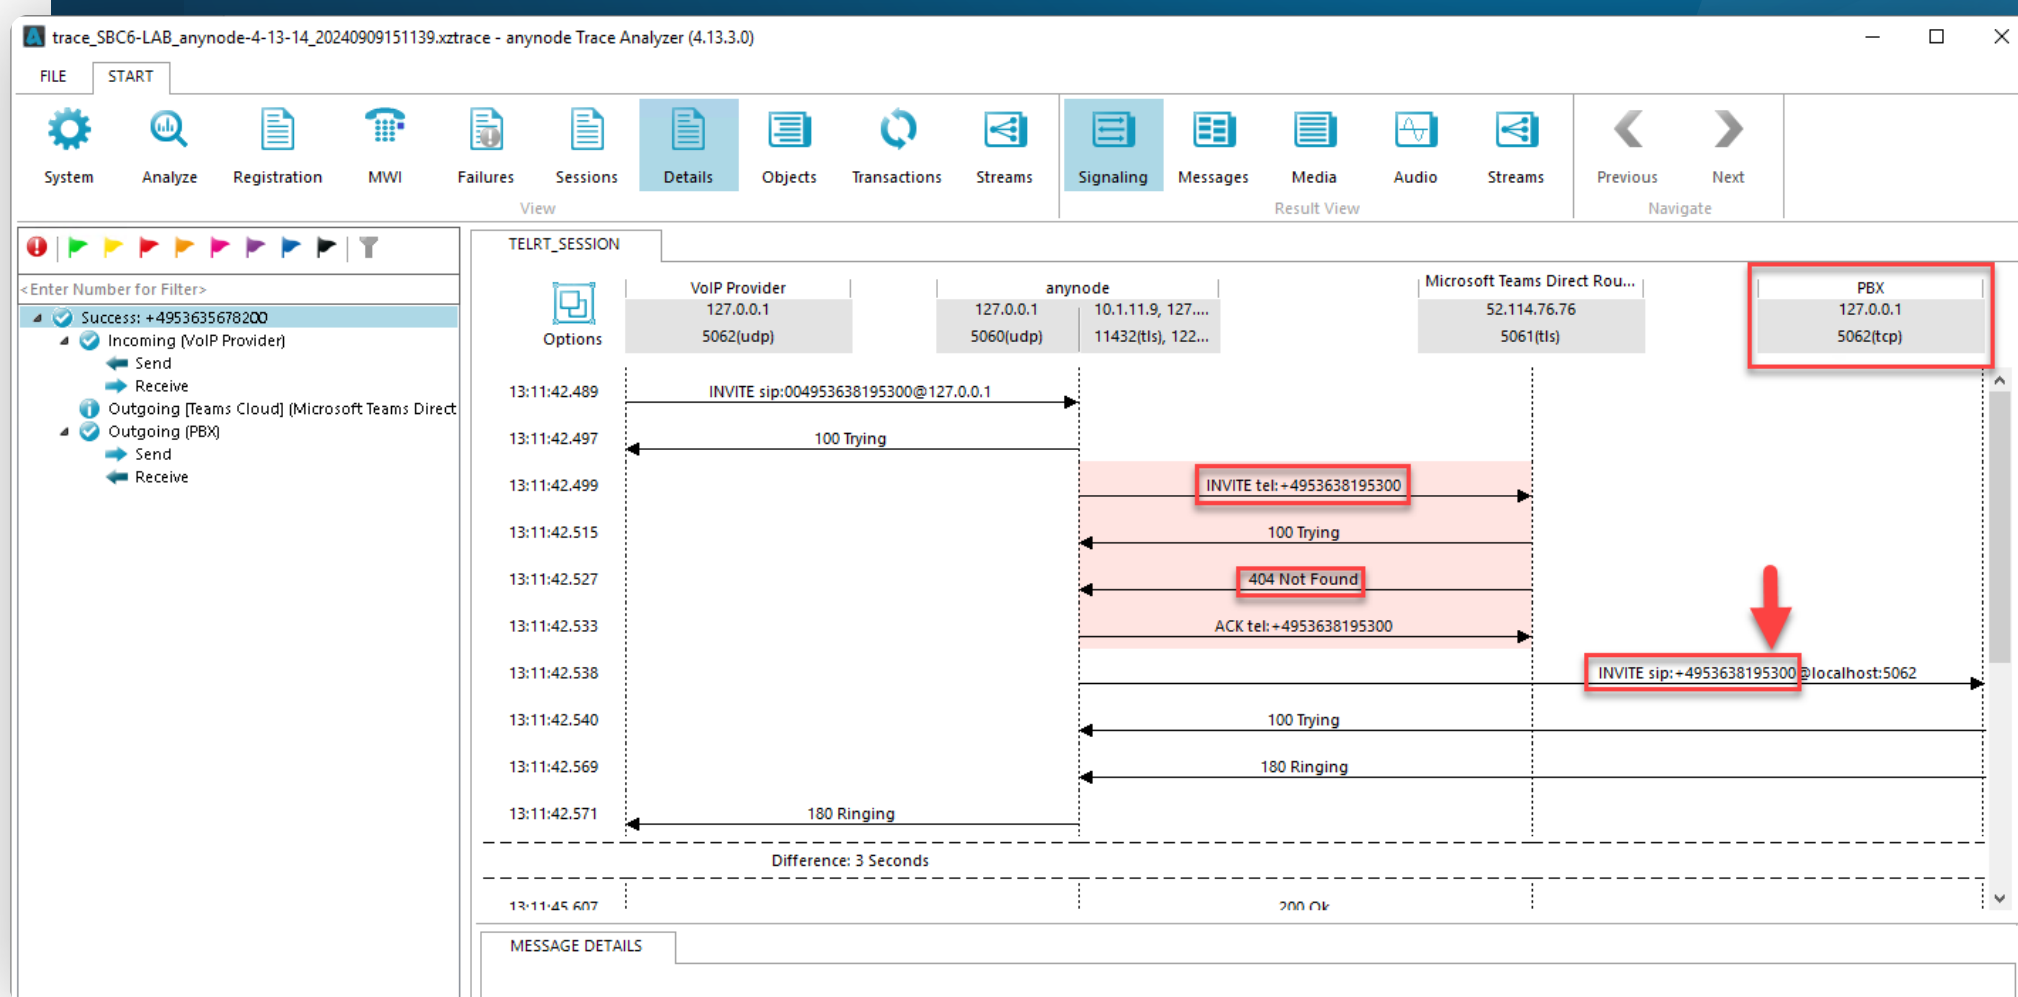 trace_SBC6-LAB_anynode-4-13-14_20240909151139.xztrace - anynode Trace Analyzer (4.13.3.0)
FILE START
System Analyze Registration MWI Failures Sessions Details Objects Transactions Streams Signaling Messages Media Audio Streams Previous Next
View Result View Navigate
<Enter Number for Filter>
Success: +4953635678200
Incoming (VoIP Provider)
Send
Receive
Outgoing [Teams Cloud] (Microsoft Teams Direct
Outgoing (PBX)
Send
Receive
TELRT_SESSION
Options
VoIP Provider
127.0.0.1
5062(udp)
anynode
127.0.0.1 10.1.11.9, 127....
5060(udp) 11432(tls), 122...
Microsoft Teams Direct Rou...
52.114.76.76
5061(tls)
PBX
127.0.0.1
5062(tcp)
13:11:42.489 INVITE sip:004953638195300@127.0.0.1
13:11:42.497 100 Trying
13:11:42.499 INVITE tel:+4953638195300
13:11:42.515 100 Trying
13:11:42.527 404 Not Found
13:11:42.533 ACK tel:+4953638195300
13:11:42.538 INVITE sip:+4953638195300@localhost:5062
13:11:42.540 100 Trying
13:11:42.569 180 Ringing
13:11:42.571 180 Ringing
Difference: 3 Seconds
13:11:45.607 200 Ok
MESSAGE DETAILS